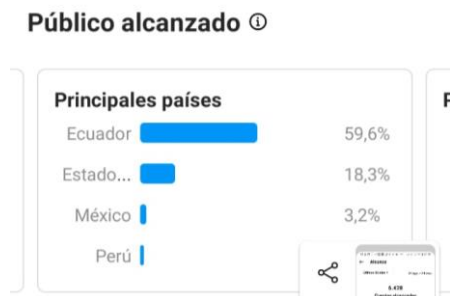 Público alcanzado
Principales países
Ecuador 59,6%
Estado... 18,3%
México 3,2%
Perú